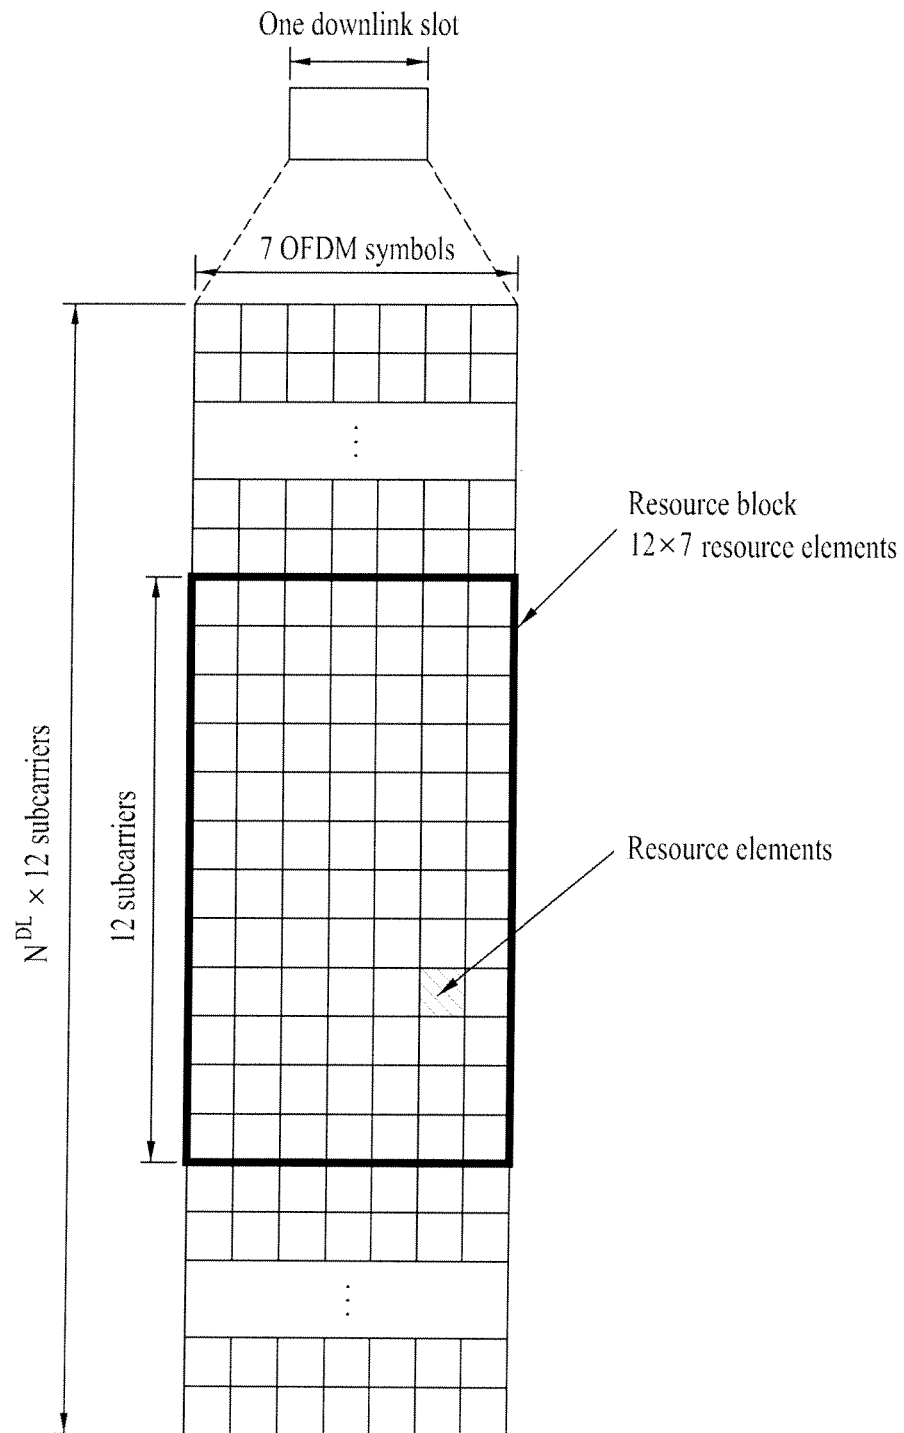 One downlink slot
7 OFDM symbols
Resource block
12×7 resource elements
Resource elements
12 subcarriers
N^DL × 12 subcarriers